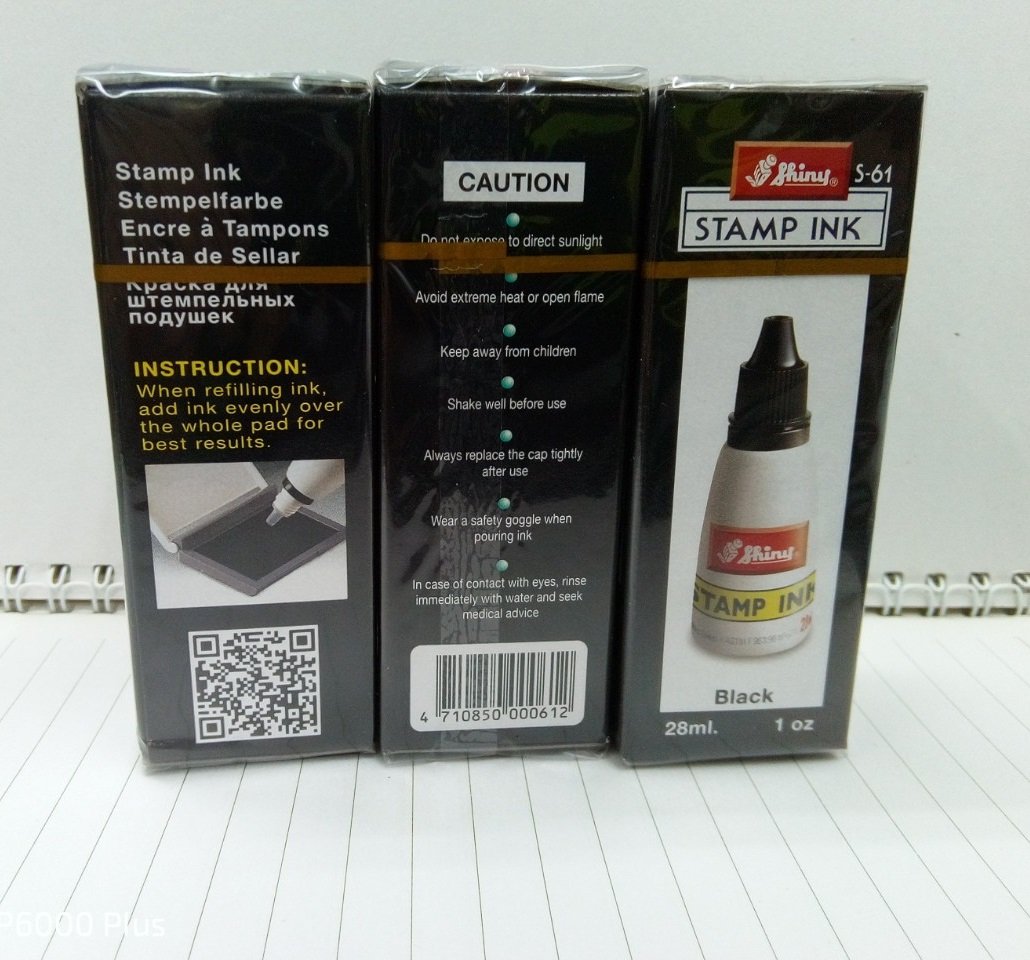 Stamp Ink
Stempelfarbe
Encre à Tampons
Tinta de Sellar
Краска для
штемпельных
подушек
INSTRUCTION:
When refilling ink,
add ink evenly over
the whole pad for
best results.
CAUTION
Do not expose to direct sunlight
Avoid extreme heat or open flame
Keep away from children
Shake well before use
Always replace the cap tightly
after use
Wear a safety goggle when
pouring ink
In case of contact with eyes, rinse
immediately with water and seek
medical advice
4 710850 000612
Shiny® S-61
STAMP INK
Shiny®
STAMP INK
Black
28ml. 1 oz
P6000 Plus